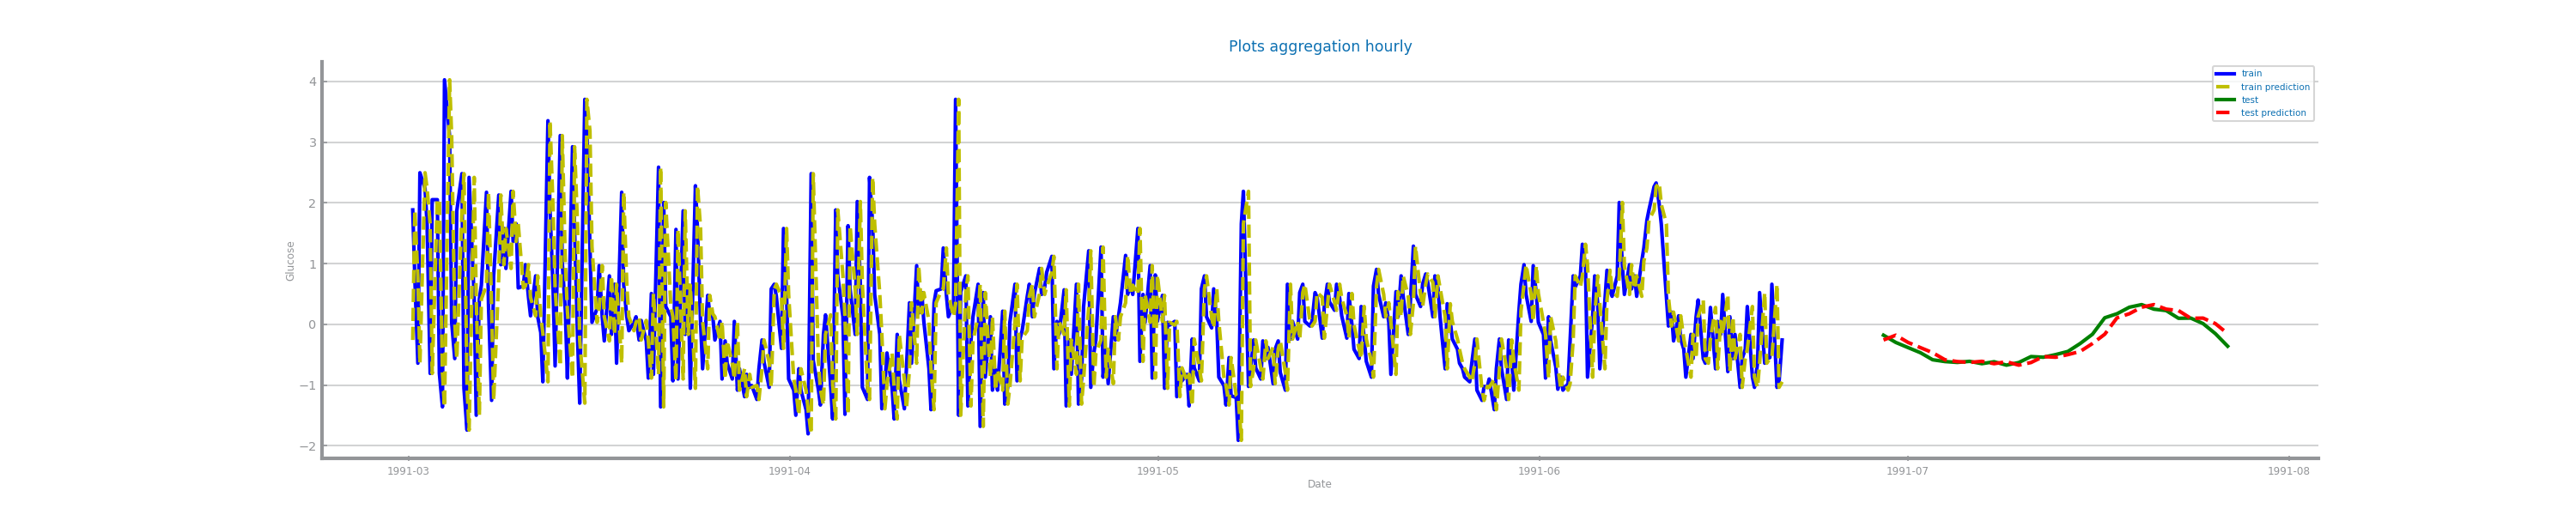 Plots aggregation hourly
train
train prediction
test
test prediction
4
3
2
1
0
−1
−2
Glucose
1991-03
1991-04
1991-05
1991-06
1991-07
1991-08
Date